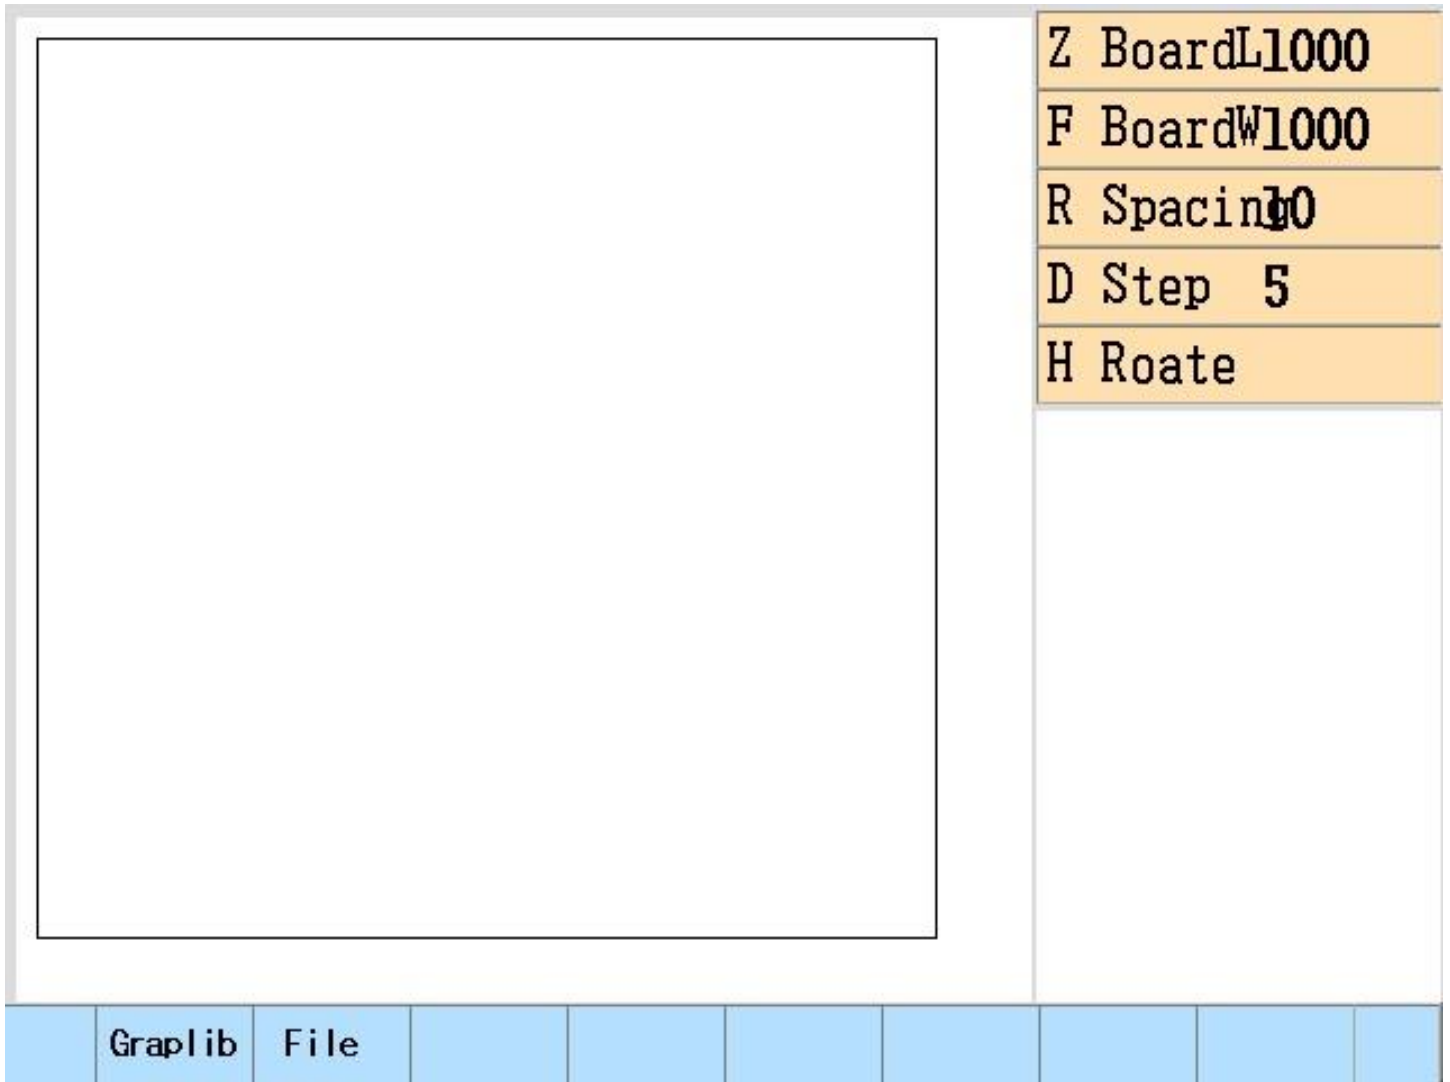 Z BoardL1000
F BoardW1000
R Spacing10
D Step 5
H Roate
Graplib File